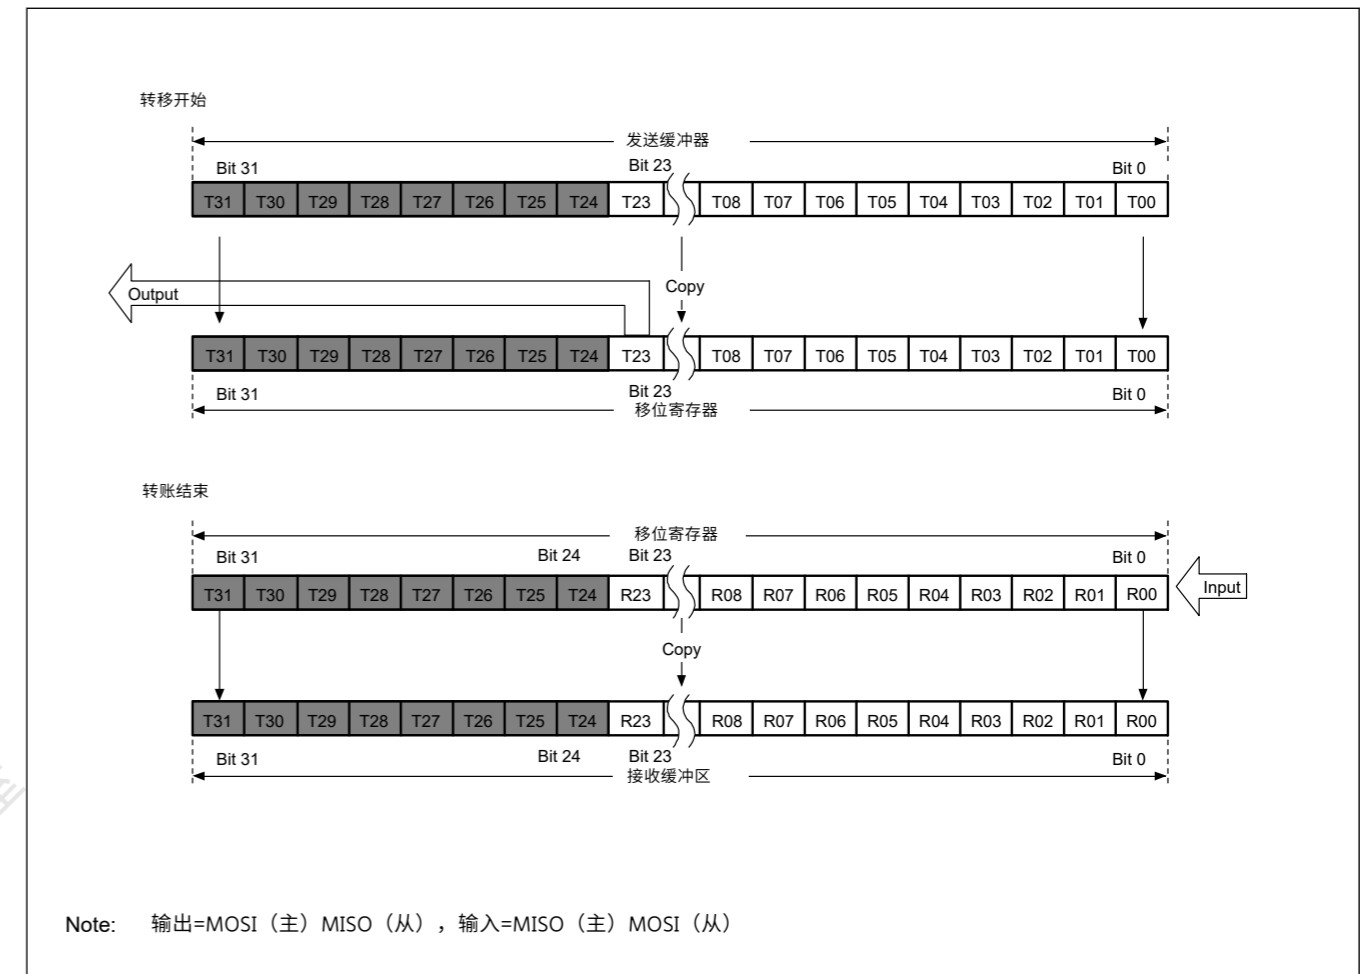 转移开始
发送缓冲器
Bit 31 Bit 23 Bit 0
T31 T30 T29 T28 T27 T26 T25 T24 T23 T08 T07 T06 T05 T04 T03 T02 T01 T00
Copy
Output
T31 T30 T29 T28 T27 T26 T25 T24 T23 T08 T07 T06 T05 T04 T03 T02 T01 T00
Bit 31 Bit 23 Bit 0
移位寄存器
转账结束
移位寄存器
Bit 31 Bit 24 Bit 23 Bit 0
T31 T30 T29 T28 T27 T26 T25 T24 R23 R08 R07 R06 R05 R04 R03 R02 R01 R00 Input
Copy
T31 T30 T29 T28 T27 T26 T25 T24 R23 R08 R07 R06 R05 R04 R03 R02 R01 R00
Bit 31 Bit 24 Bit 23 Bit 0
接收缓冲区
Note: 输出=MOSI（主）MISO（从），输入=MISO（主）MOSI（从）